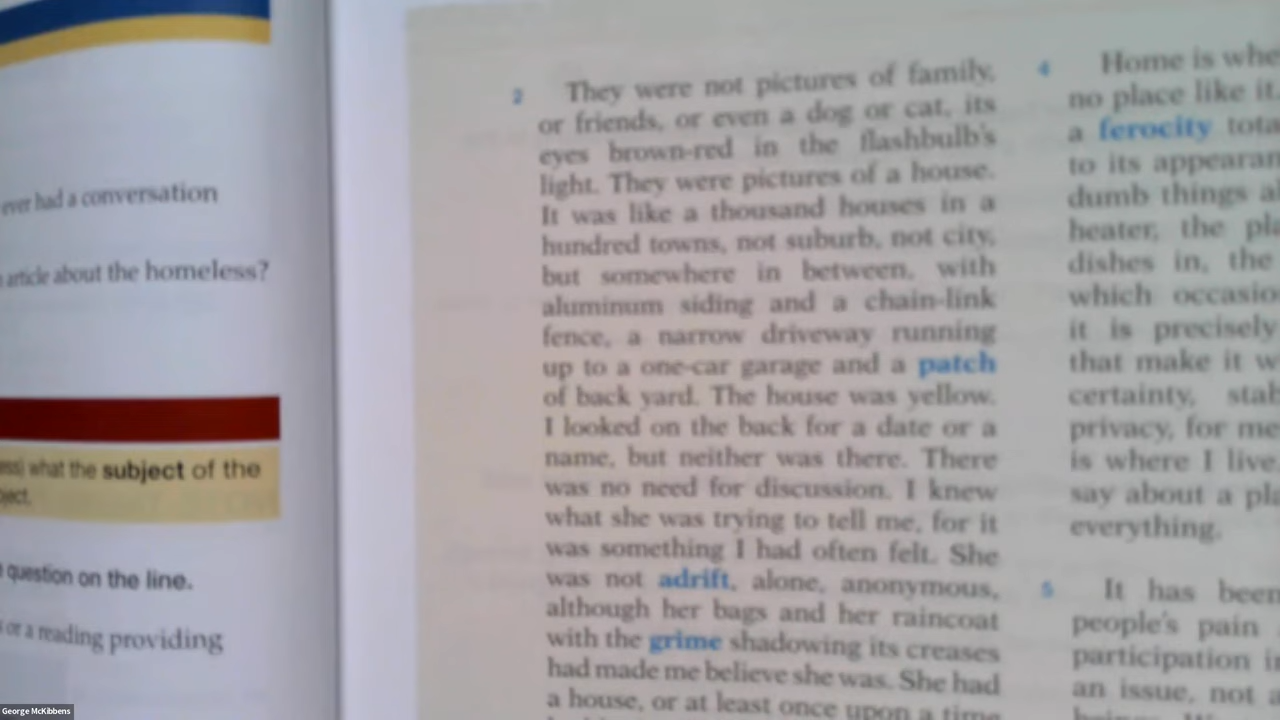 ever had a conversation
article about the homeless?
what the subject of the
question on the line.
or a reading providing
2 They were not pictures of family,
or friends, or even a dog or cat, its
eyes brown-red in the flashbulb's
light. They were pictures of a house.
It was like a thousand houses in a
hundred towns, not suburb, not city,
but somewhere in between, with
aluminum siding and a chain-link
fence, a narrow driveway running
up to a one-car garage and a patch
of back yard. The house was yellow.
I looked on the back for a date or a
name, but neither was there. There
was no need for discussion. I knew
what she was trying to tell me, for it
was something I had often felt. She
was not adrift, alone, anonymous,
although her bags and her raincoat
with the grime shadowing its creases
had made me believe she was. She had
a house, or at least once upon a time
4 Home is whe
no place like it.
a ferocity tota
to its appearan
dumb things a
heater, the pla
dishes in, the
which occasio
it is precisely
that make it w
certainty, stab
privacy, for me
is where I live.
say about a pla
everything.
5 It has been
people's pain
participation in
an issue, not a
George McKibbens